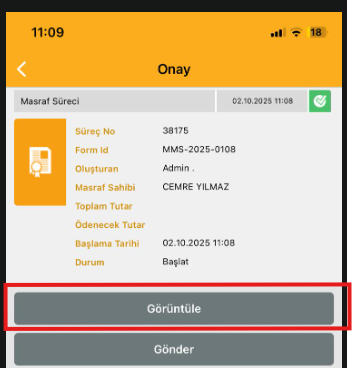 11:09
18
Onay
Masraf Süreci 02.10.2025 11:08
Süreç No 38175
Form Id MMS-2025-0108
Oluşturan Admin .
Masraf Sahibi CEMRE YILMAZ
Toplam Tutar
Ödenecek Tutar
Başlama Tarihi 02.10.2025 11:08
Durum Başlat
Görüntüle
Gönder